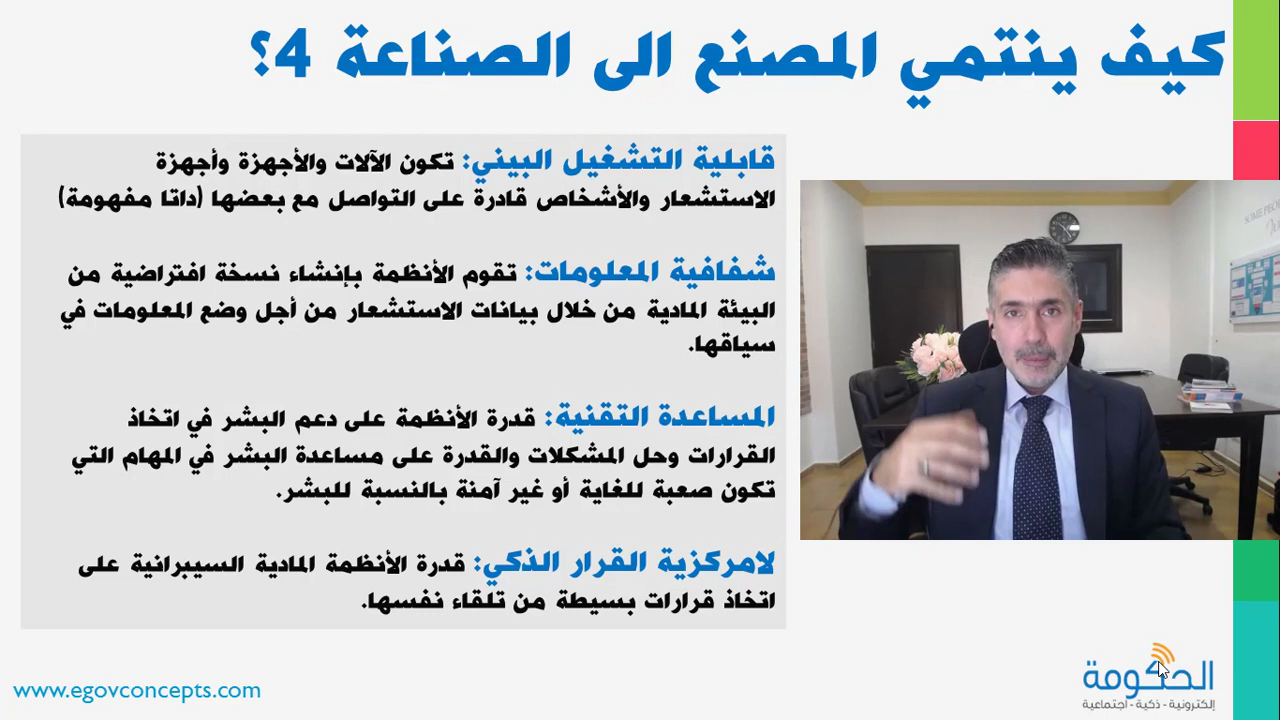 كيف ينتمي المصنع الى الصناعة 4؟
قابلية التشغيل البيني: تكون الآلات والأجهزة وأجهزة
الاستشعار والأشخاص قادرة على التواصل مع بعضها (داتا مفهومة)
شفافية المعلومات: تقوم الأنظمة بإنشاء نسخة افتراضية من
البيئة المادية من خلال بيانات الاستشعار من أجل وضع المعلومات في
سياقها.
المساعدة التقنية: قدرة الأنظمة على دعم البشر في اتخاذ
القرارات وحل المشكلات والقدرة على مساعدة البشر في المهام التي
تكون صعبة للغاية أو غير آمنة بالنسبة للبشر.
لامركزية القرار الذكي: قدرة الأنظمة المادية السيبرانية على
اتخاذ قرارات بسيطة من تلقاء نفسها.
SOME PEO
الحكومة
إلكترونية - ذكية - اجتماعية
www.egovconcepts.com